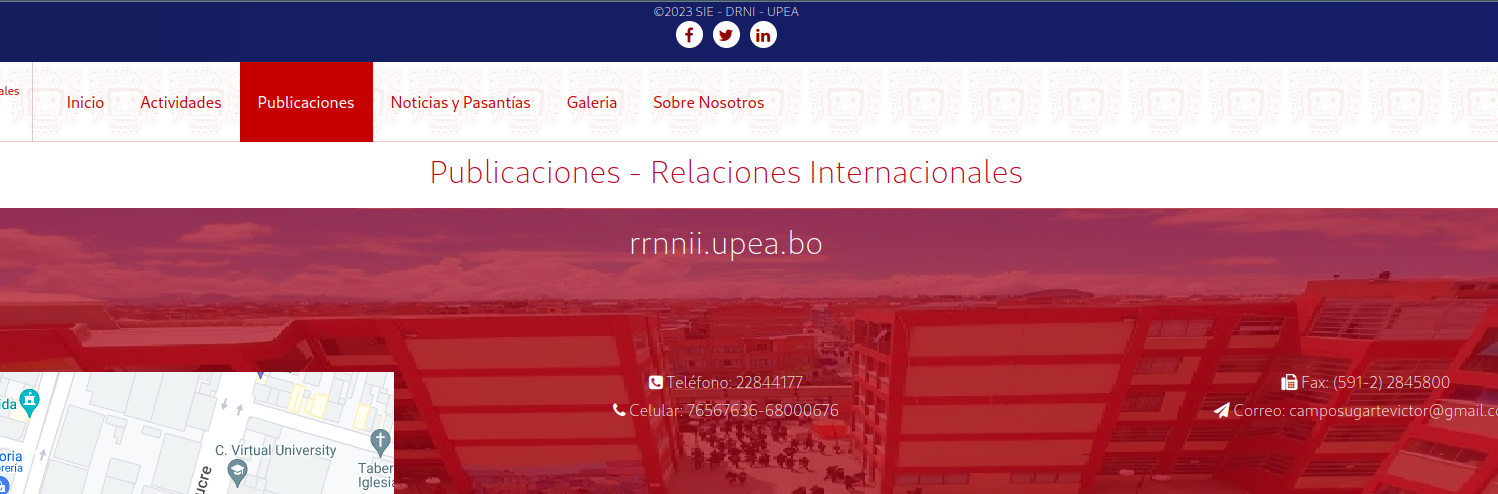 ©2023 SIE - DRNI - UPEA
ales
Inicio
Actividades
Publicaciones
Noticias y Pasantías
Galeria
Sobre Nosotros
Publicaciones - Relaciones Internacionales
rrnnii.upea.bo
Teléfono: 22844177
Celular: 76567636-68000676
Fax: (591-2) 2845800
Correo: camposugartevictor@gmail.co
ida
C. Virtual University
oria
rería
Taber
Iglesi
ucre